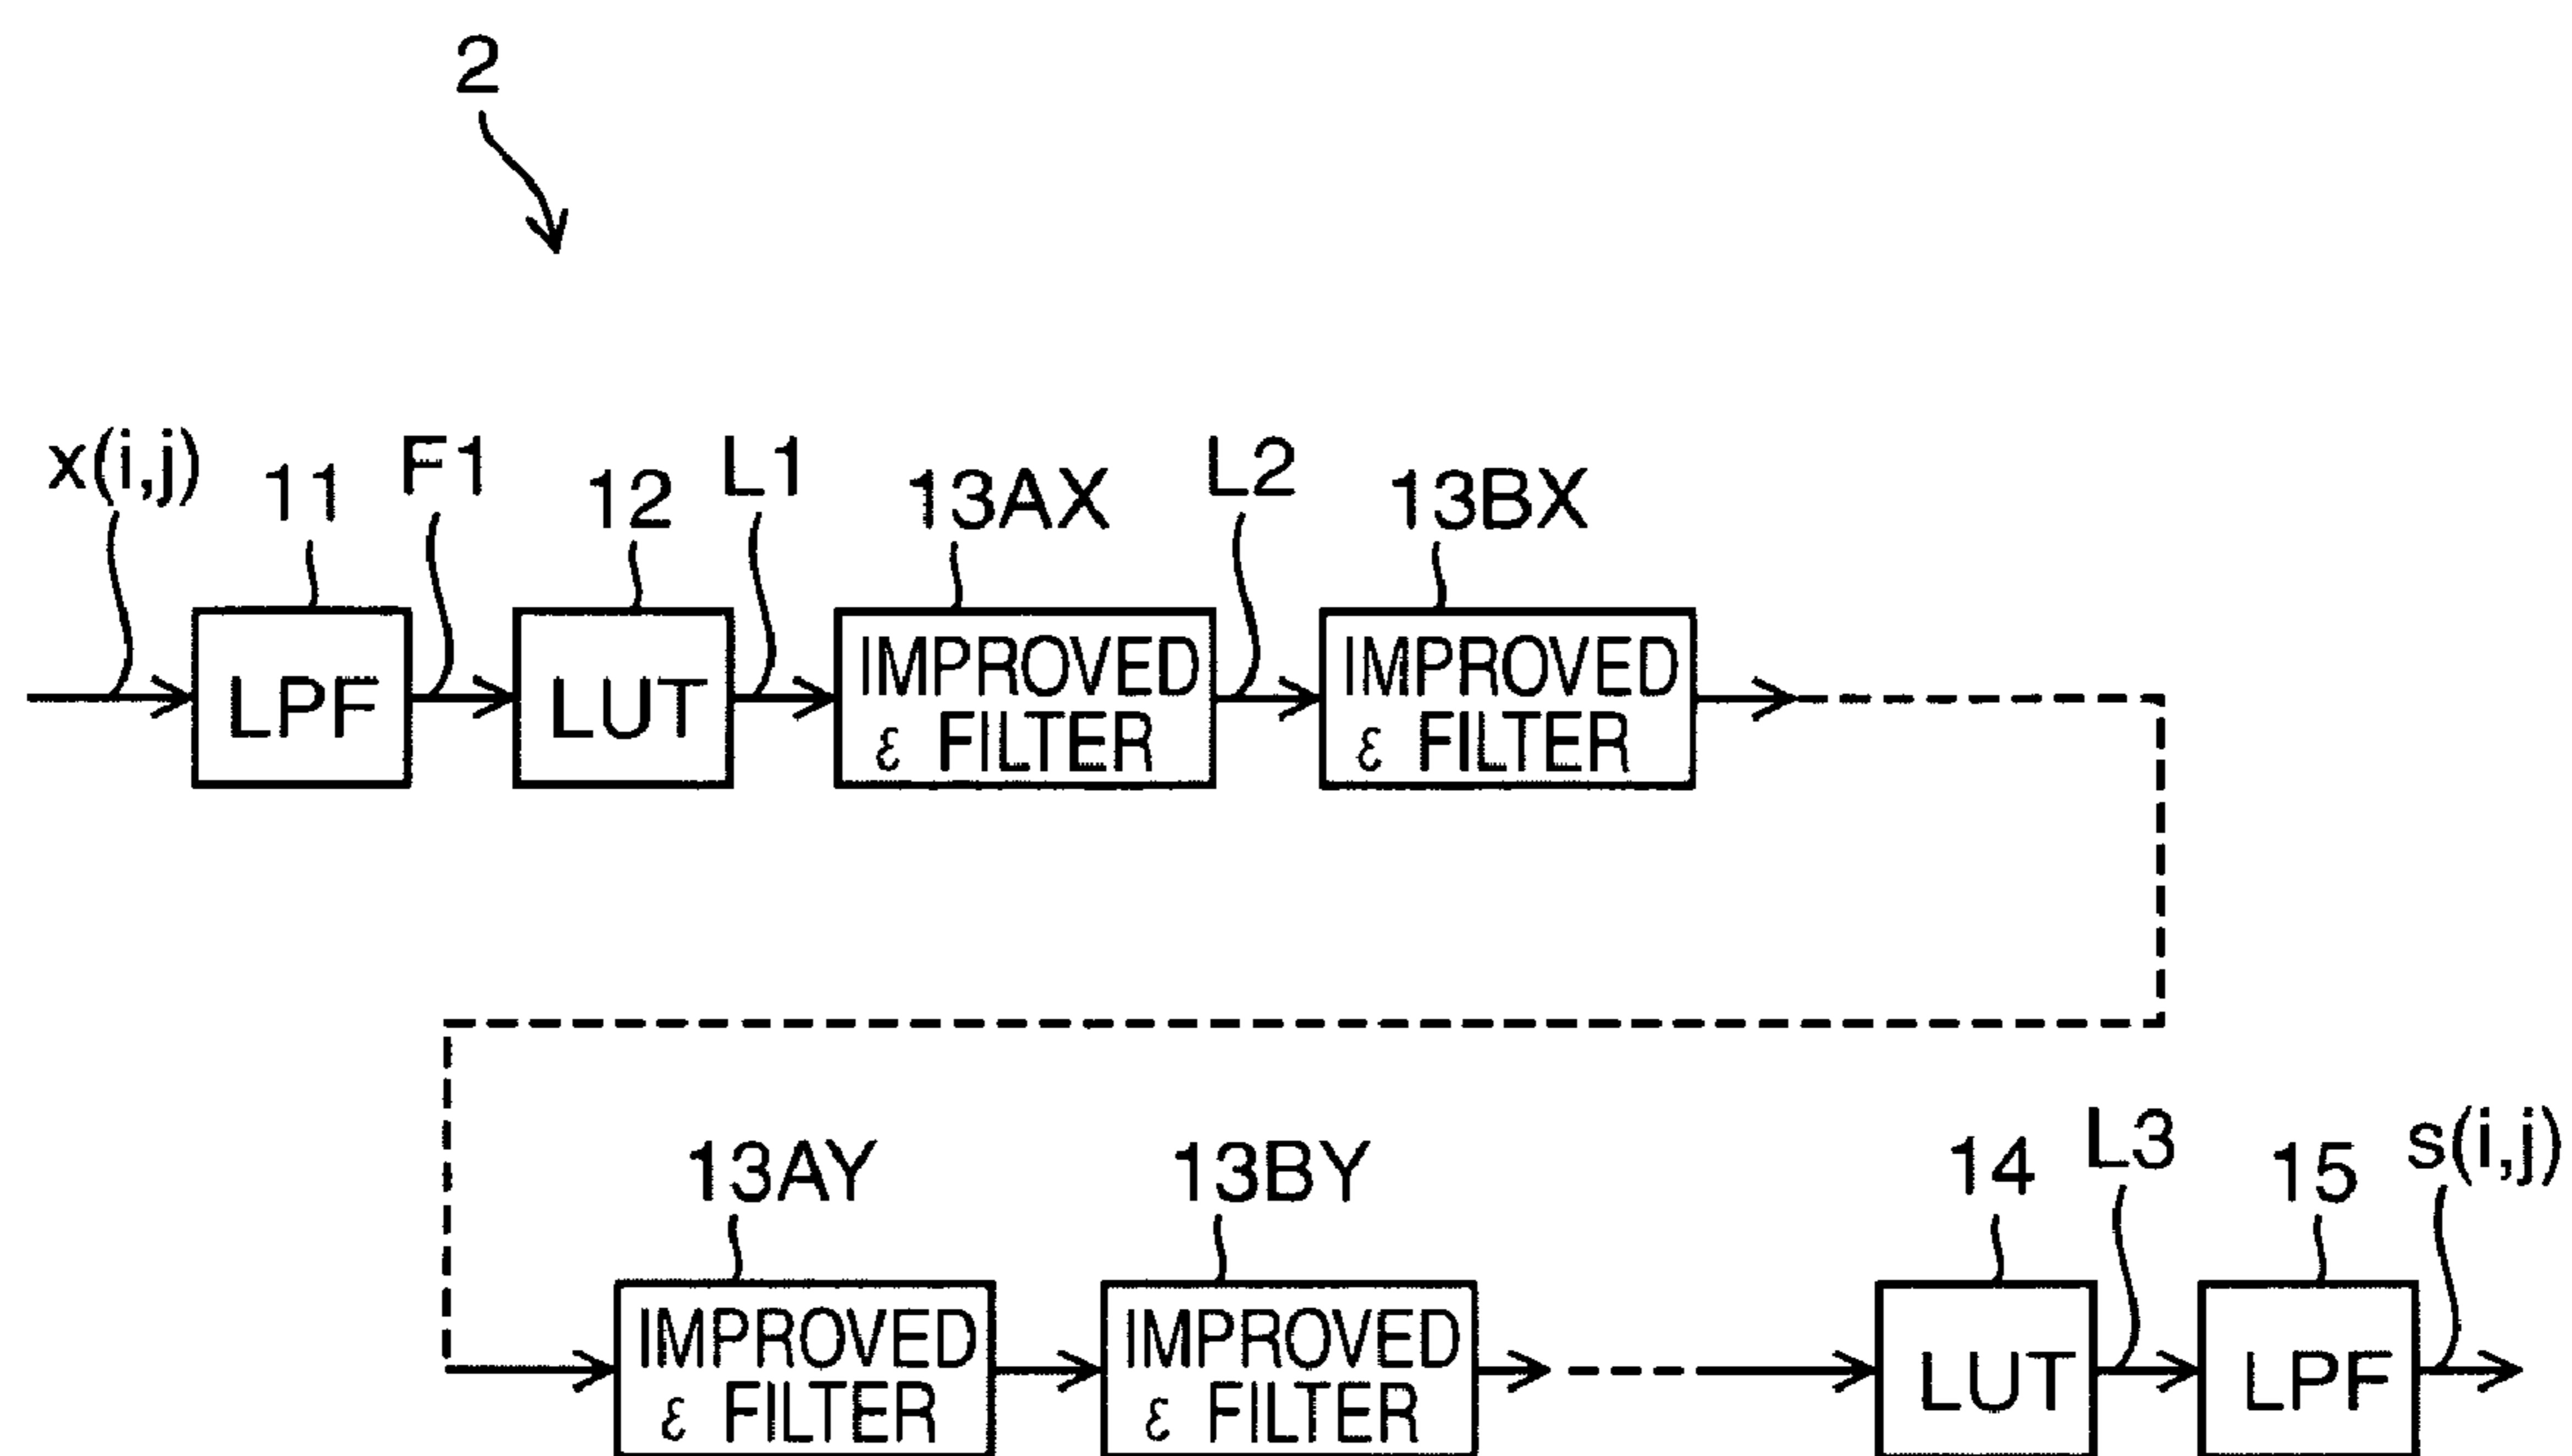 2
x(i,j)
11
F1
12
L1
13AX
L2
13BX
LPF
LUT
IMPROVED
ε FILTER
IMPROVED
ε FILTER
13AY
13BY
14
L3
15
s(i,j)
IMPROVED
ε FILTER
IMPROVED
ε FILTER
LUT
LPF